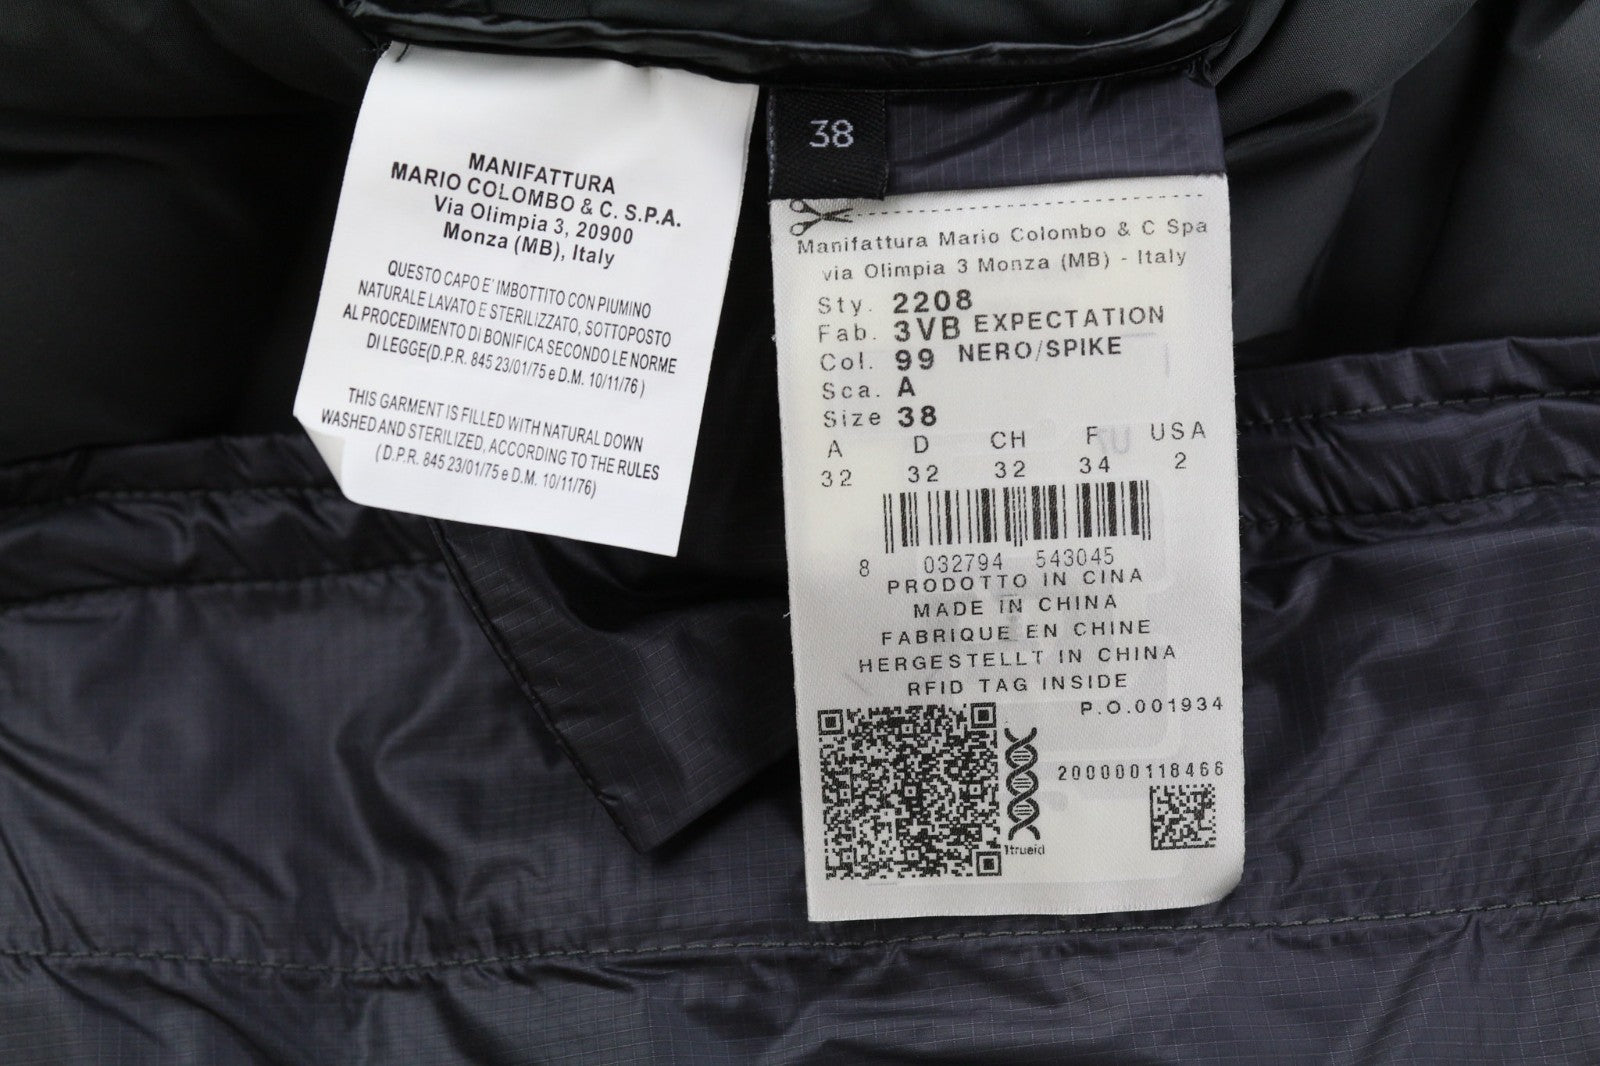 MANIFATTURA
MARIO COLOMBO & C. S.P.A.
Via Olimpia 3, 20900
Monza (MB), Italy
QUESTO CAPO E' IMBOTTITO CON PIUMINO
NATURALE LAVATO E STERILIZZATO, SOTTOPOSTO
AL PROCEDIMENTO DI BONIFICA SECONDO LE NORME
DI LEGGE(D.P.R. 845 23/01/75 e D.M. 10/11/76 )
THIS GARMENT IS FILLED WITH NATURAL DOWN
WASHED AND STERILIZED, ACCORDING TO THE RULES
( D.P.R. 845 23/01/75 e D.M. 10/11/76)
38
Manifattura Mario Colombo & C Spa
via Olimpia 3 Monza (MB) - Italy
Sty. 2208
Fab. 3VB EXPECTATION
Col. 99 NERO/SPIKE
Sca. A
Size 38
A D CH F USA
32 32 32 34 2
8 032794 543045
PRODOTTO IN CINA
MADE IN CHINA
FABRIQUE EN CHINE
HERGESTELLT IN CHINA
RFID TAG INSIDE
P.O.001934
200000118466
1trueid